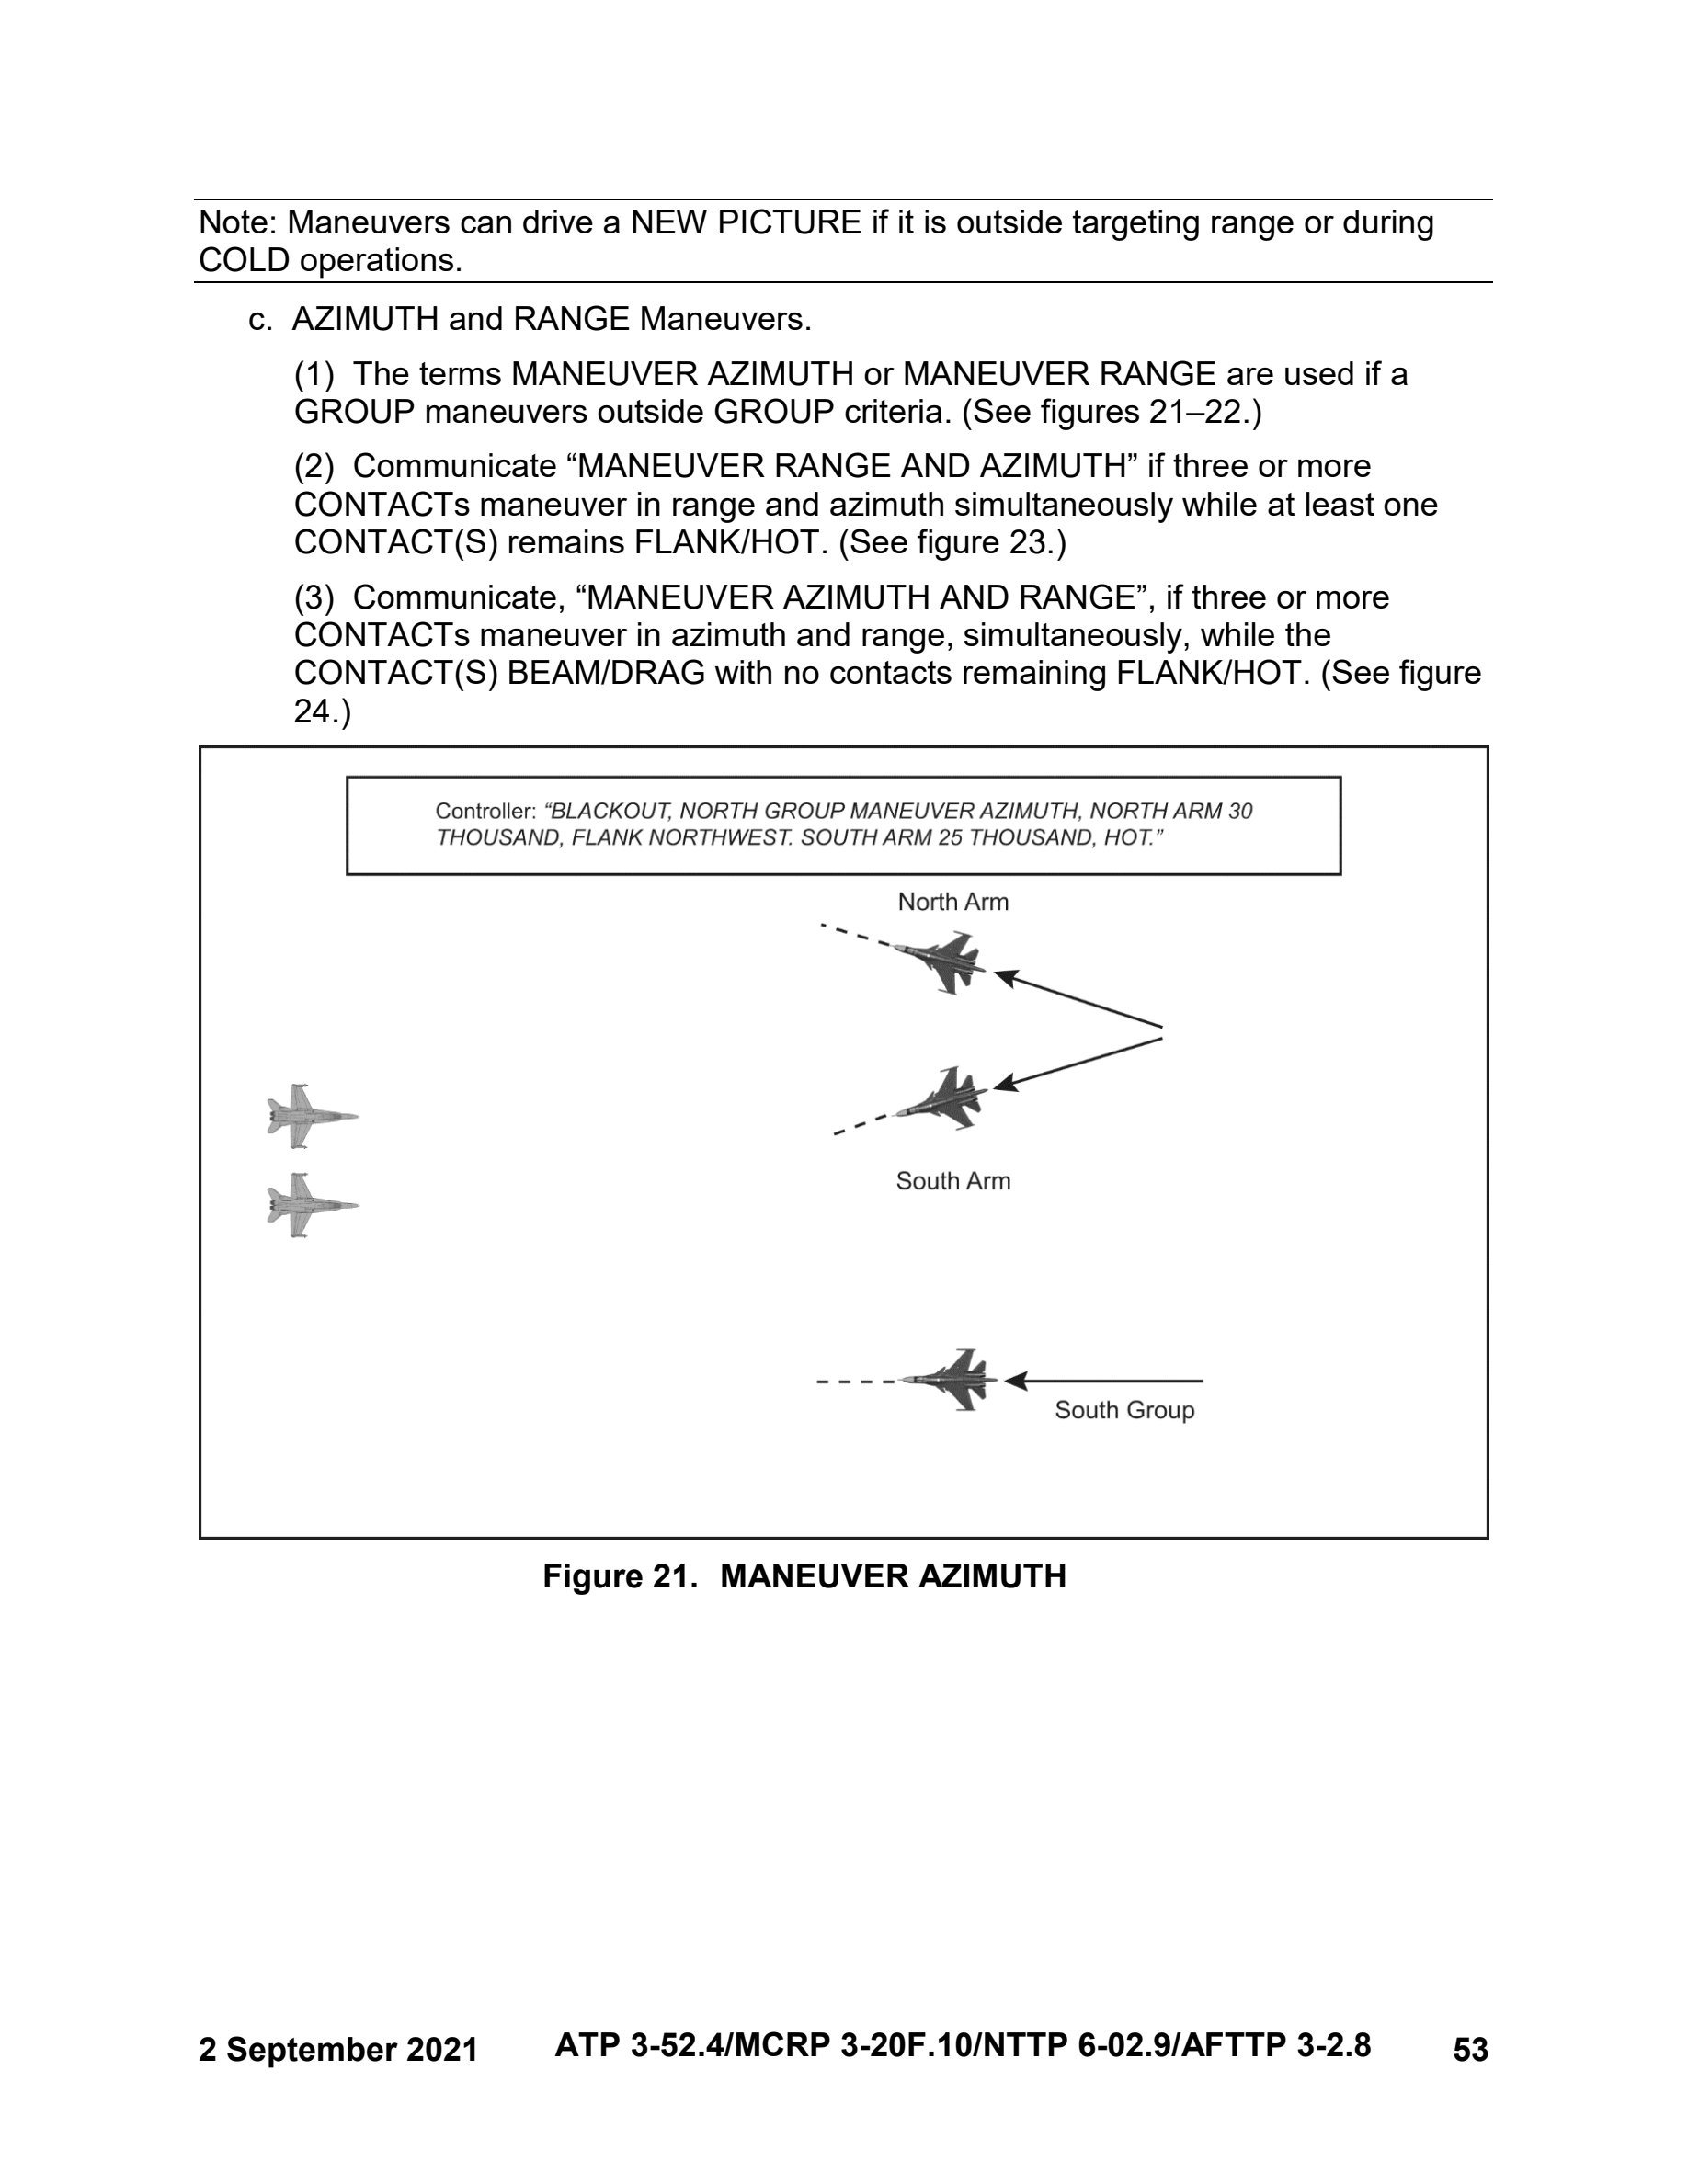 Note: Maneuvers can drive a NEW PICTURE if it is outside targeting range or during
COLD operations.
c. AZIMUTH and RANGE Maneuvers.
(1) The terms MANEUVER AZIMUTH or MANEUVER RANGE are used if a
GROUP maneuvers outside GROUP criteria. (See figures 21–22.)
(2) Communicate “MANEUVER RANGE AND AZIMUTH” if three or more
CONTACTs maneuver in range and azimuth simultaneously while at least one
CONTACT(S) remains FLANK/HOT. (See figure 23.)
(3) Communicate, “MANEUVER AZIMUTH AND RANGE”, if three or more
CONTACTs maneuver in azimuth and range, simultaneously, while the
CONTACT(S) BEAM/DRAG with no contacts remaining FLANK/HOT. (See figure
24.)
Controller: “BLACKOUT, NORTH GROUP MANEUVER AZIMUTH, NORTH ARM 30
THOUSAND, FLANK NORTHWEST. SOUTH ARM 25 THOUSAND, HOT.”
North Arm
South Arm
South Group
Figure 21. MANEUVER AZIMUTH
2 September 2021 ATP 3-52.4/MCRP 3-20F.10/NTTP 6-02.9/AFTTP 3-2.8 53